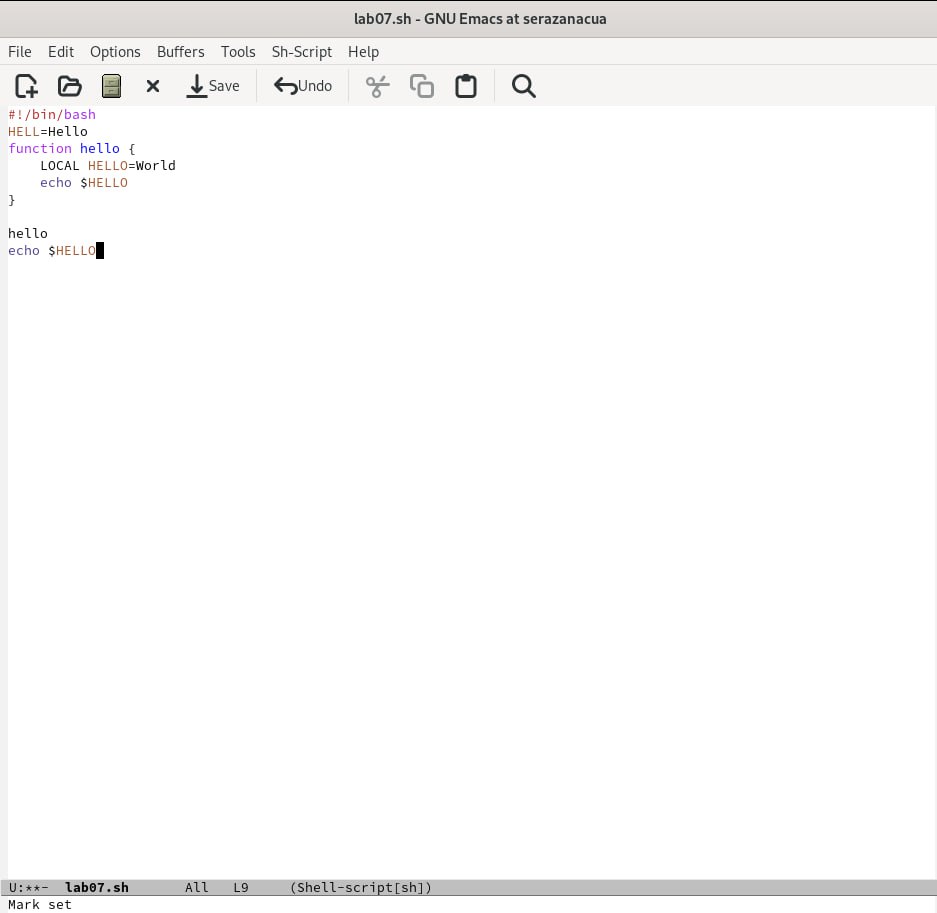 lab07.sh - GNU Emacs at serazanacua
File Edit Options Buffers Tools Sh-Script Help
Save Undo
#!/bin/bash
HELL=Hello
function hello {
    LOCAL HELLO=World
    echo $HELLO
}
hello
echo $HELLO
U:**-  lab07.sh       All   L9     (Shell-script[sh])
Mark set